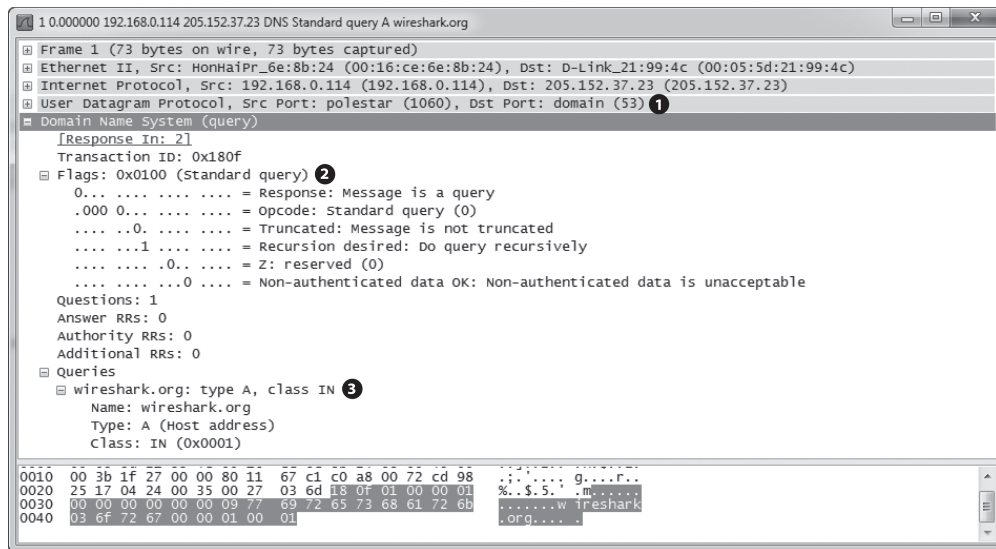 1 0.000000 192.168.0.114 205.152.37.23 DNS Standard query A wireshark.org
Frame 1 (73 bytes on wire, 73 bytes captured)
Ethernet II, Src: HonHaiPr_6e:8b:24 (00:16:ce:6e:8b:24), Dst: D-Link_21:99:4c (00:05:5d:21:99:4c)
Internet Protocol, Src: 192.168.0.114 (192.168.0.114), Dst: 205.152.37.23 (205.152.37.23)
User Datagram Protocol, Src Port: polestar (1060), Dst Port: domain (53) 1
Domain Name System (query)
[Response In: 2]
Transaction ID: 0x180f
Flags: 0x0100 (Standard query) 2
0... .... .... .... = Response: Message is a query
.000 0... .... .... = Opcode: Standard query (0)
.... ..0. .... .... = Truncated: Message is not truncated
.... ...1 .... .... = Recursion desired: Do query recursively
.... .... .0.. .... = Z: reserved (0)
.... .... ...0 .... = Non-authenticated data OK: Non-authenticated data is unacceptable
Questions: 1
Answer RRs: 0
Authority RRs: 0
Additional RRs: 0
Queries
wireshark.org: type A, class IN 3
Name: wireshark.org
Type: A (Host address)
Class: IN (0x0001)
0010 00 3b 1f 27 00 00 80 11 67 c1 c0 a8 00 72 cd 98 .;.'.... g....r..
0020 25 17 04 24 00 35 00 27 03 6d 18 0f 01 00 00 01 %..$.5.' .m......
0030 00 00 00 00 00 00 09 77 69 72 65 73 68 61 72 6b .......w ireshark
0040 03 6f 72 67 00 00 01 00 01 .org.... .